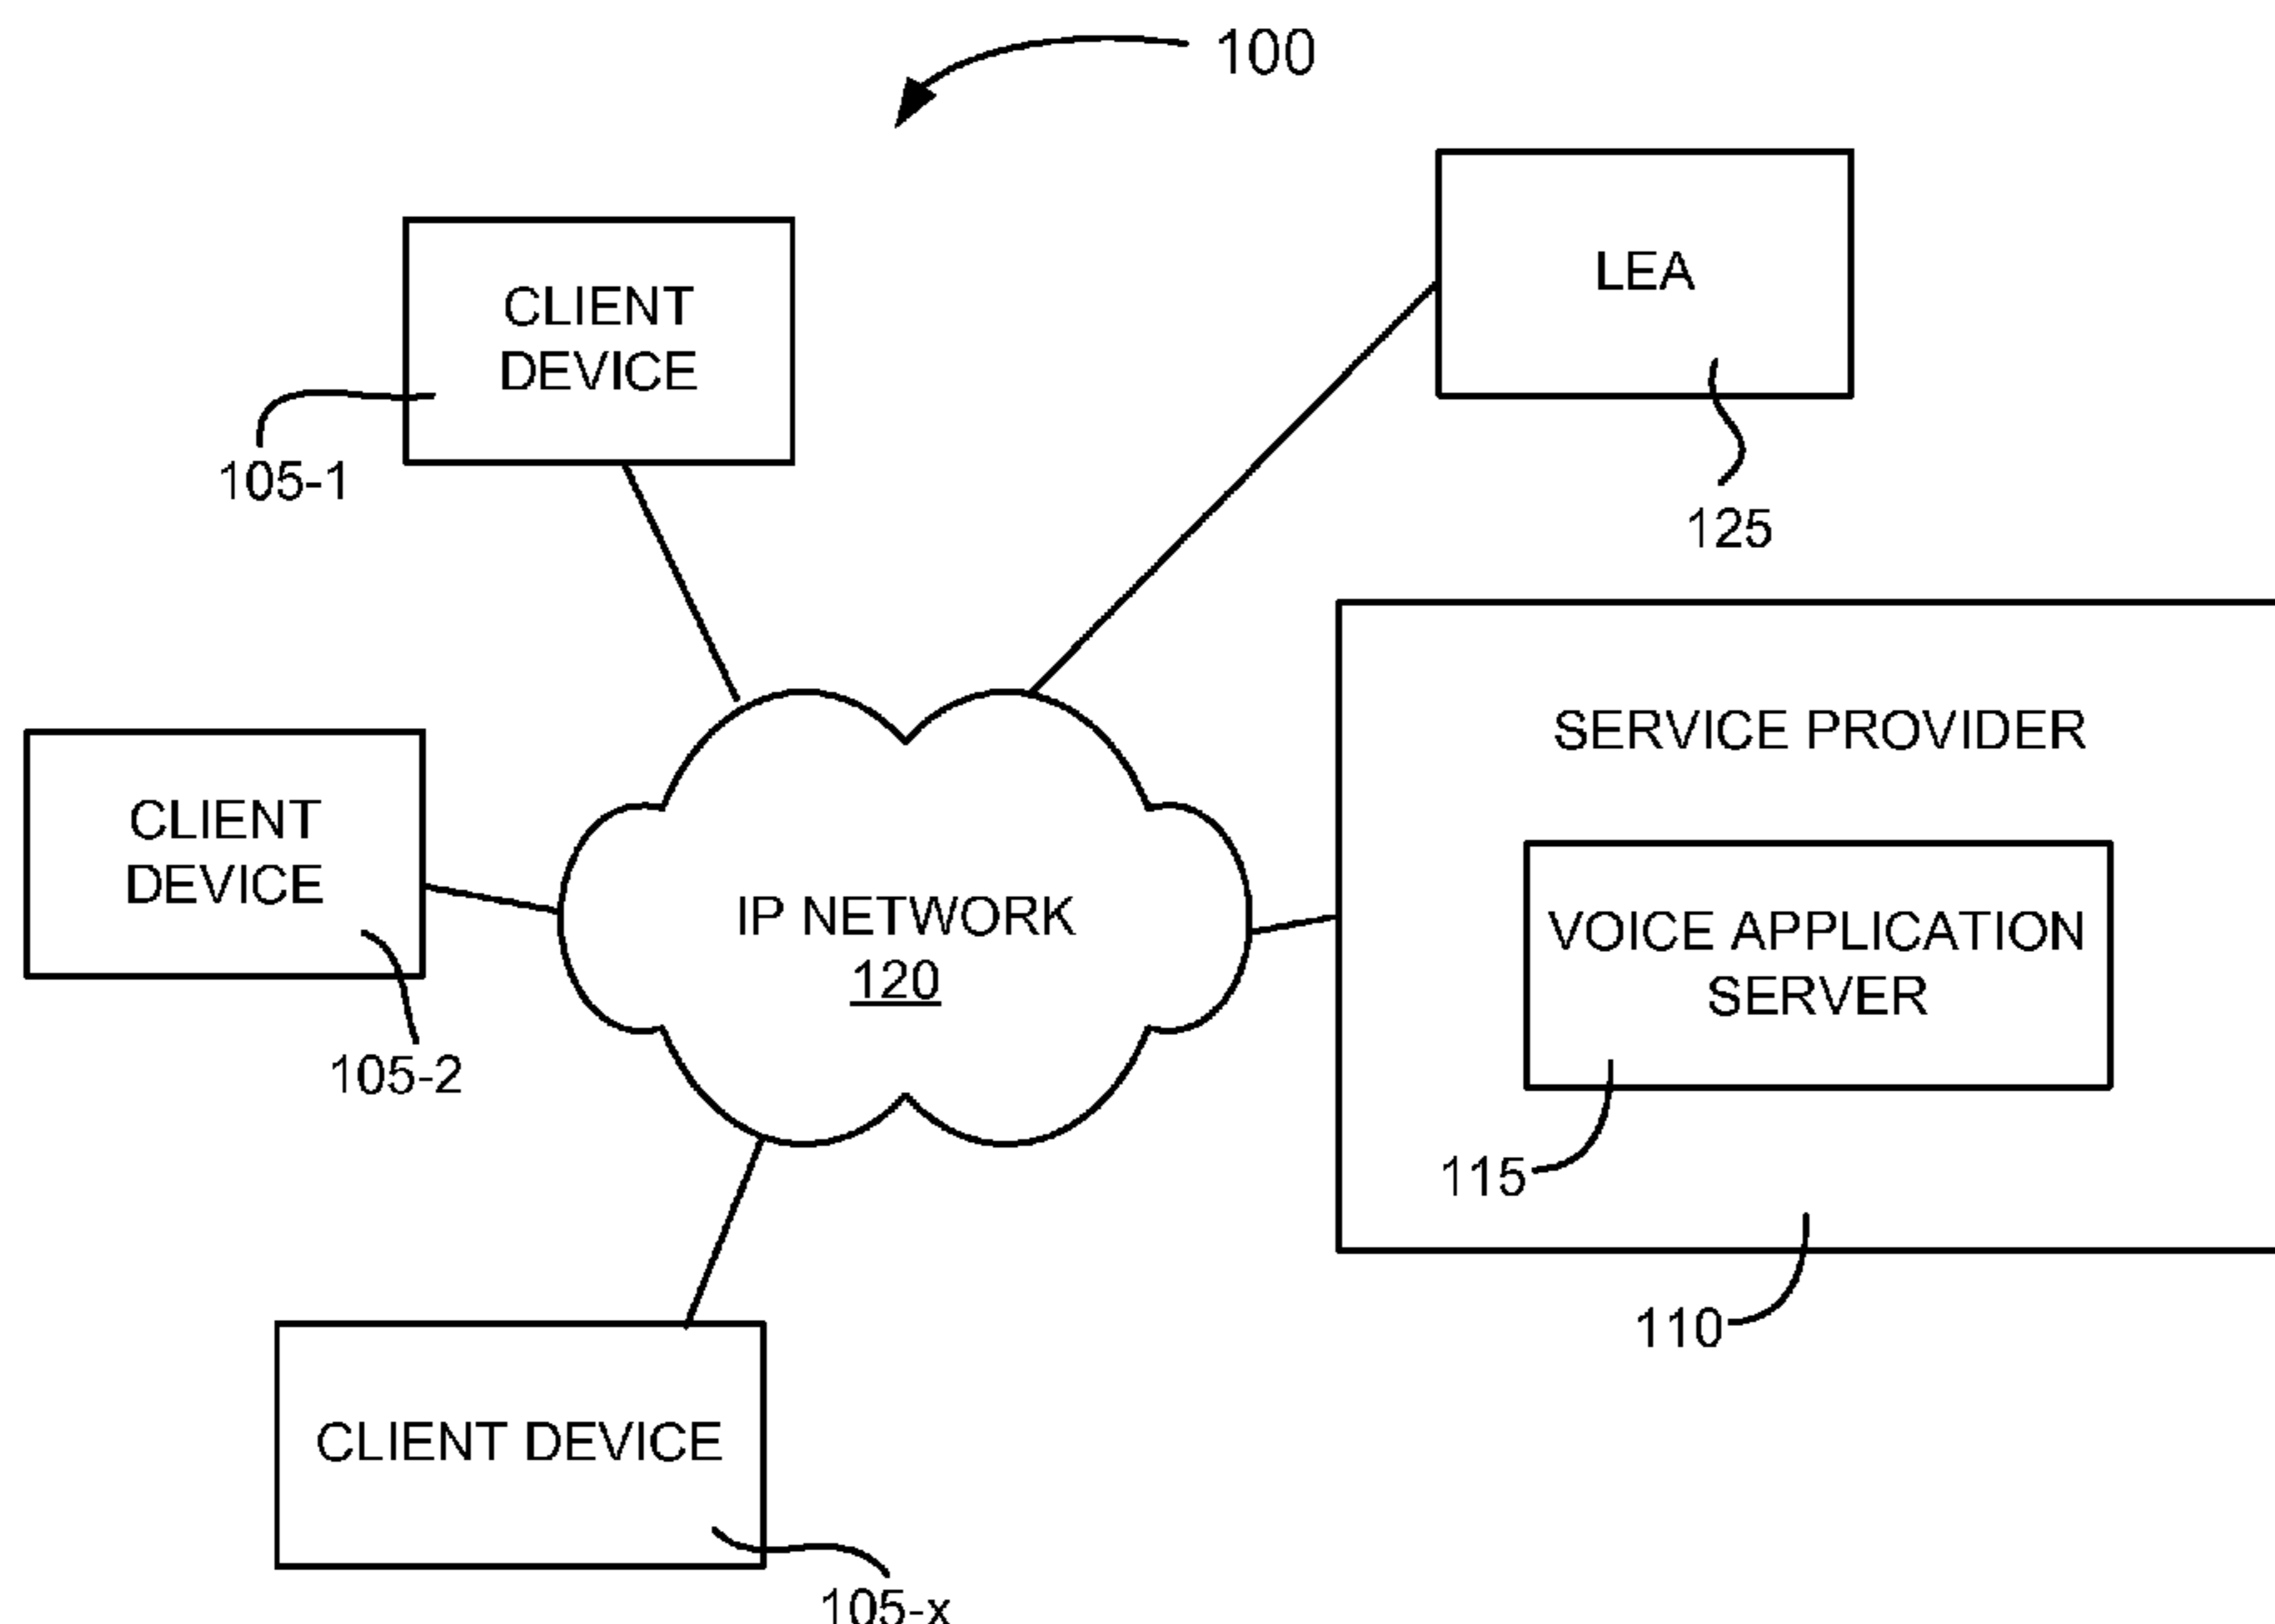 100
LEA
125
CLIENT
DEVICE
105-1
SERVICE PROVIDER
VOICE APPLICATION
SERVER
115
110
CLIENT
DEVICE
105-2
IP NETWORK
120
CLIENT DEVICE
105-x